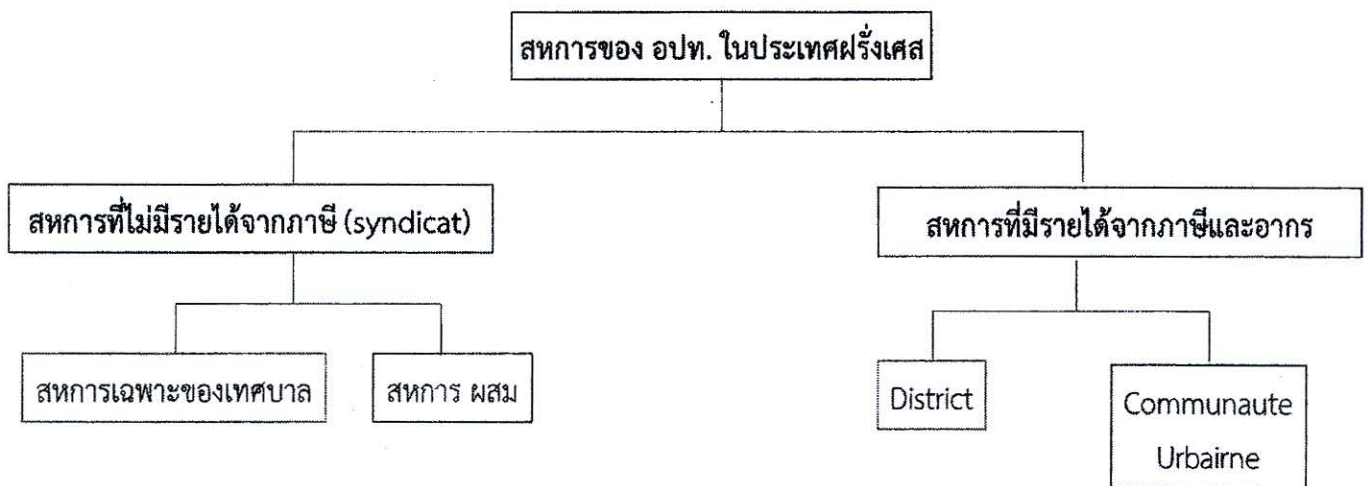 สหการของ อปท. ในประเทศฝรั่งเศส
สหการที่ไม่มีรายได้จากภาษี (syndicat)
สหการที่มีรายได้จากภาษีและอากร
สหการเฉพาะของเทศบาล
สหการ ผสม
District
Communaute
Urbairne